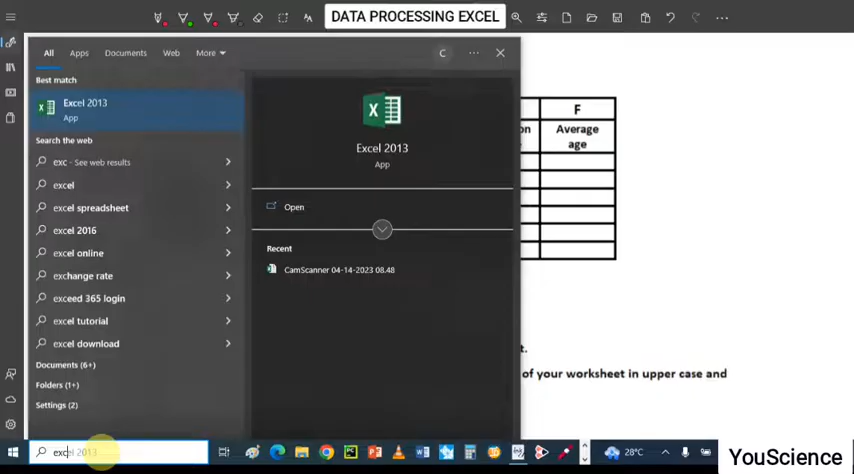 DATA PROCESSING EXCEL
All Apps Documents Web More C
Best match
Excel 2013
App
Search the web
exc - See web results
excel
excel spreadsheet
excel 2016
excel online
exchange rate
exceed 365 login
excel tutorial
excel download
Documents (6+)
Folders (1+)
Settings (2)
Excel 2013
App
Open
Recent
CamScanner 04-14-2023 08.48
F
on Average
age
t.
of your worksheet in upper case and
excel 2013
28°C
YouScience